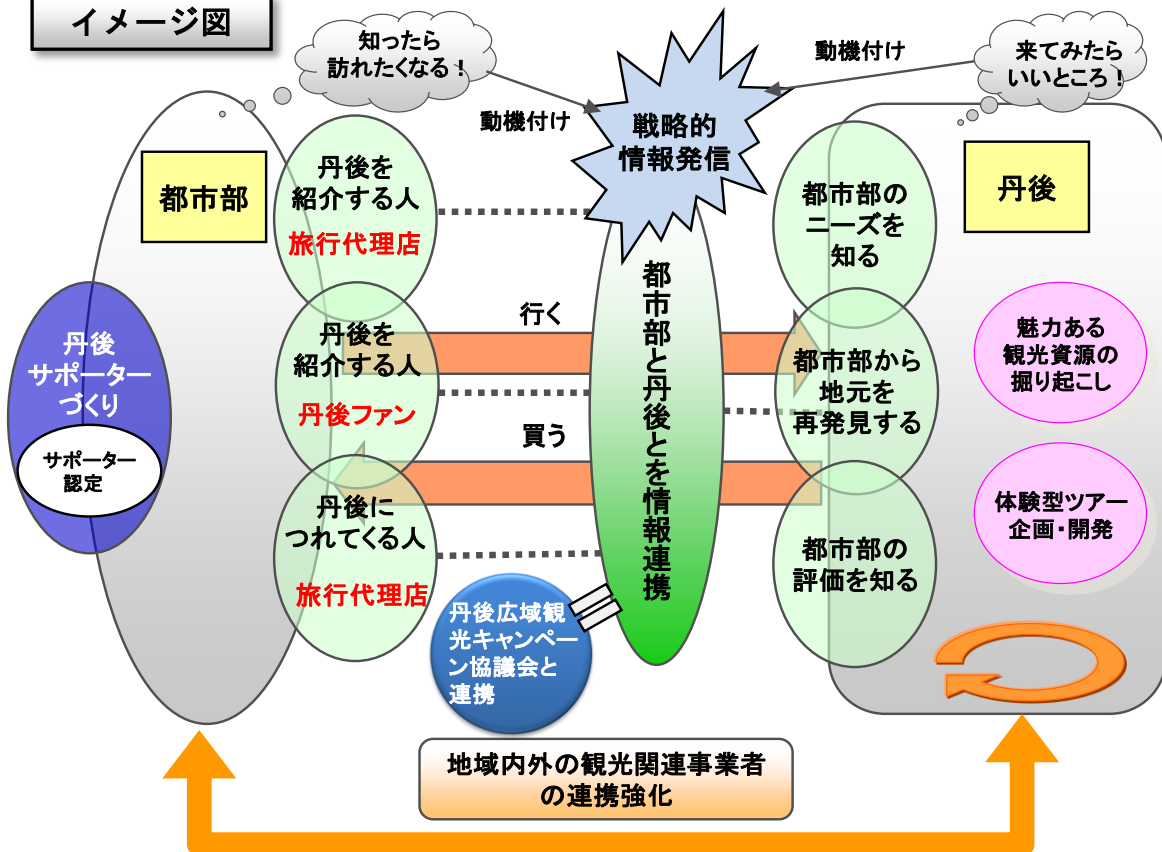 イメージ図
知ったら
訪れたくなる！
動機付け
戦略的
情報発信
動機付け
来てみたら
いいところ！
都市部
丹後を
紹介する人
旅行代理店
都市部の
ニーズを
知る
丹後
丹後
サポーター
づくり
サポーター
認定
丹後を
紹介する人
丹後ファン
行く
買う
都市部と丹後とを情報連携
都市部から
地元を
再発見する
魅力ある
観光資源の
掘り起こし
体験型ツアー
企画・開発
丹後に
つれてくる人
旅行代理店
都市部の
評価を知る
丹後広域観
光キャンペー
ン協議会と
連携
地域内外の観光関連事業者
の連携強化